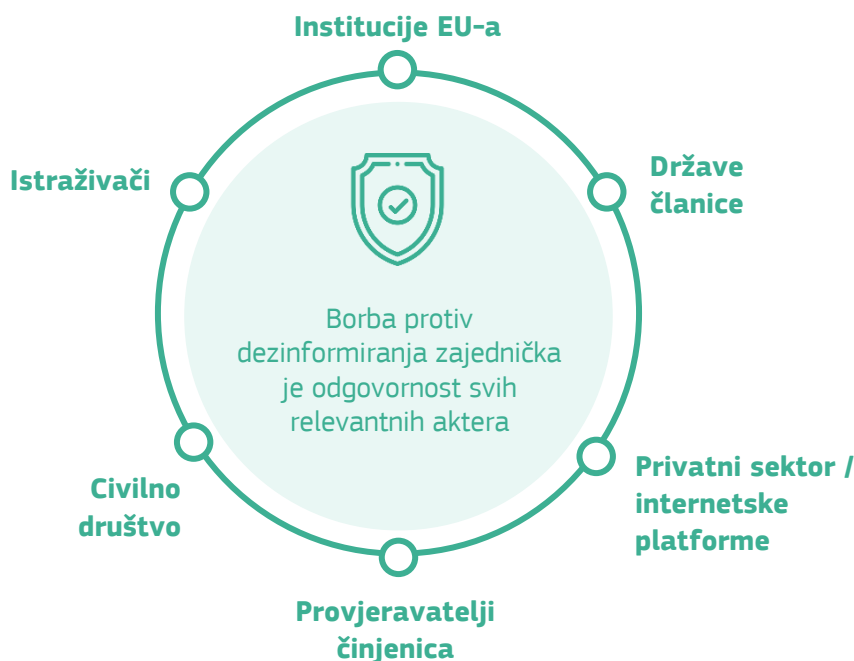 Institucije EU-a
Države
članice
Privatni sektor /
internetske
platforme
Provjeravatelji
činjenica
Civilno
društvo
Istraživači
Borba protiv
dezinformiranja zajednička
je odgovornost svih
relevantnih aktera